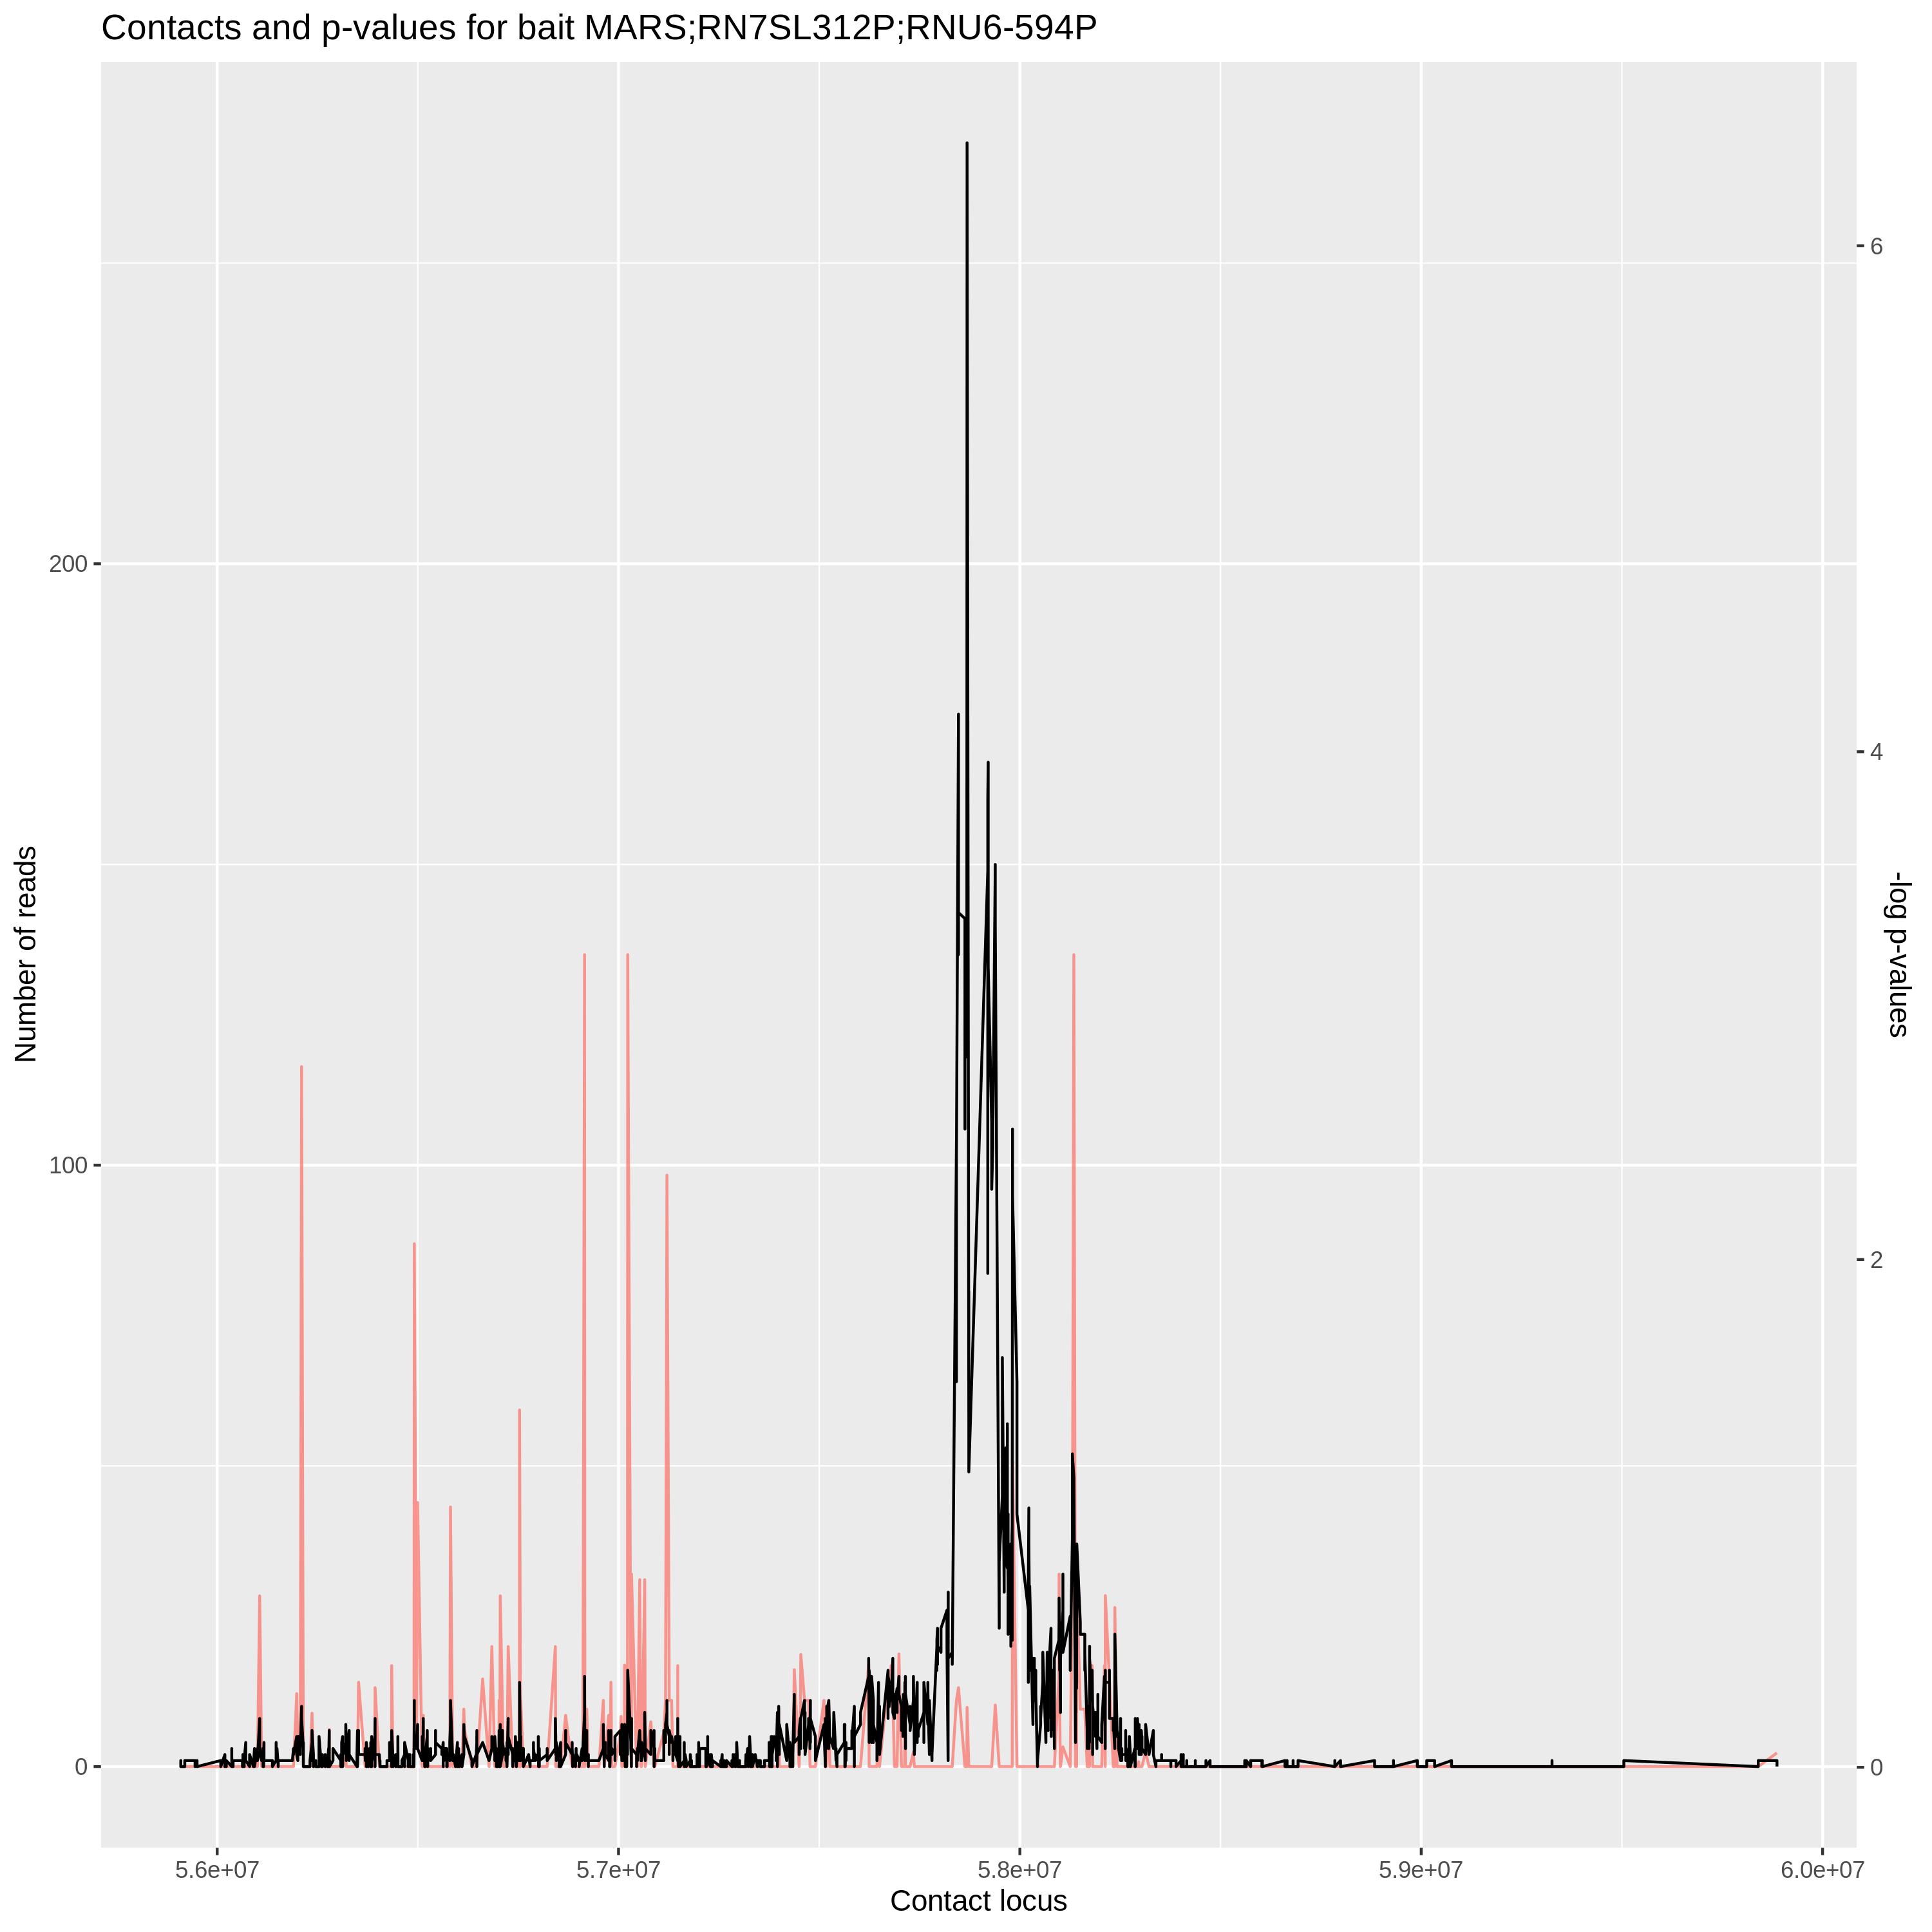 Contacts and p-values for bait MARS;RN7SL312P;RNU6-594P
Number of reads
200
100
0
6
4
2
0
-log p-values
5.6e+07 5.7e+07 5.8e+07 5.9e+07 6.0e+07
Contact locus